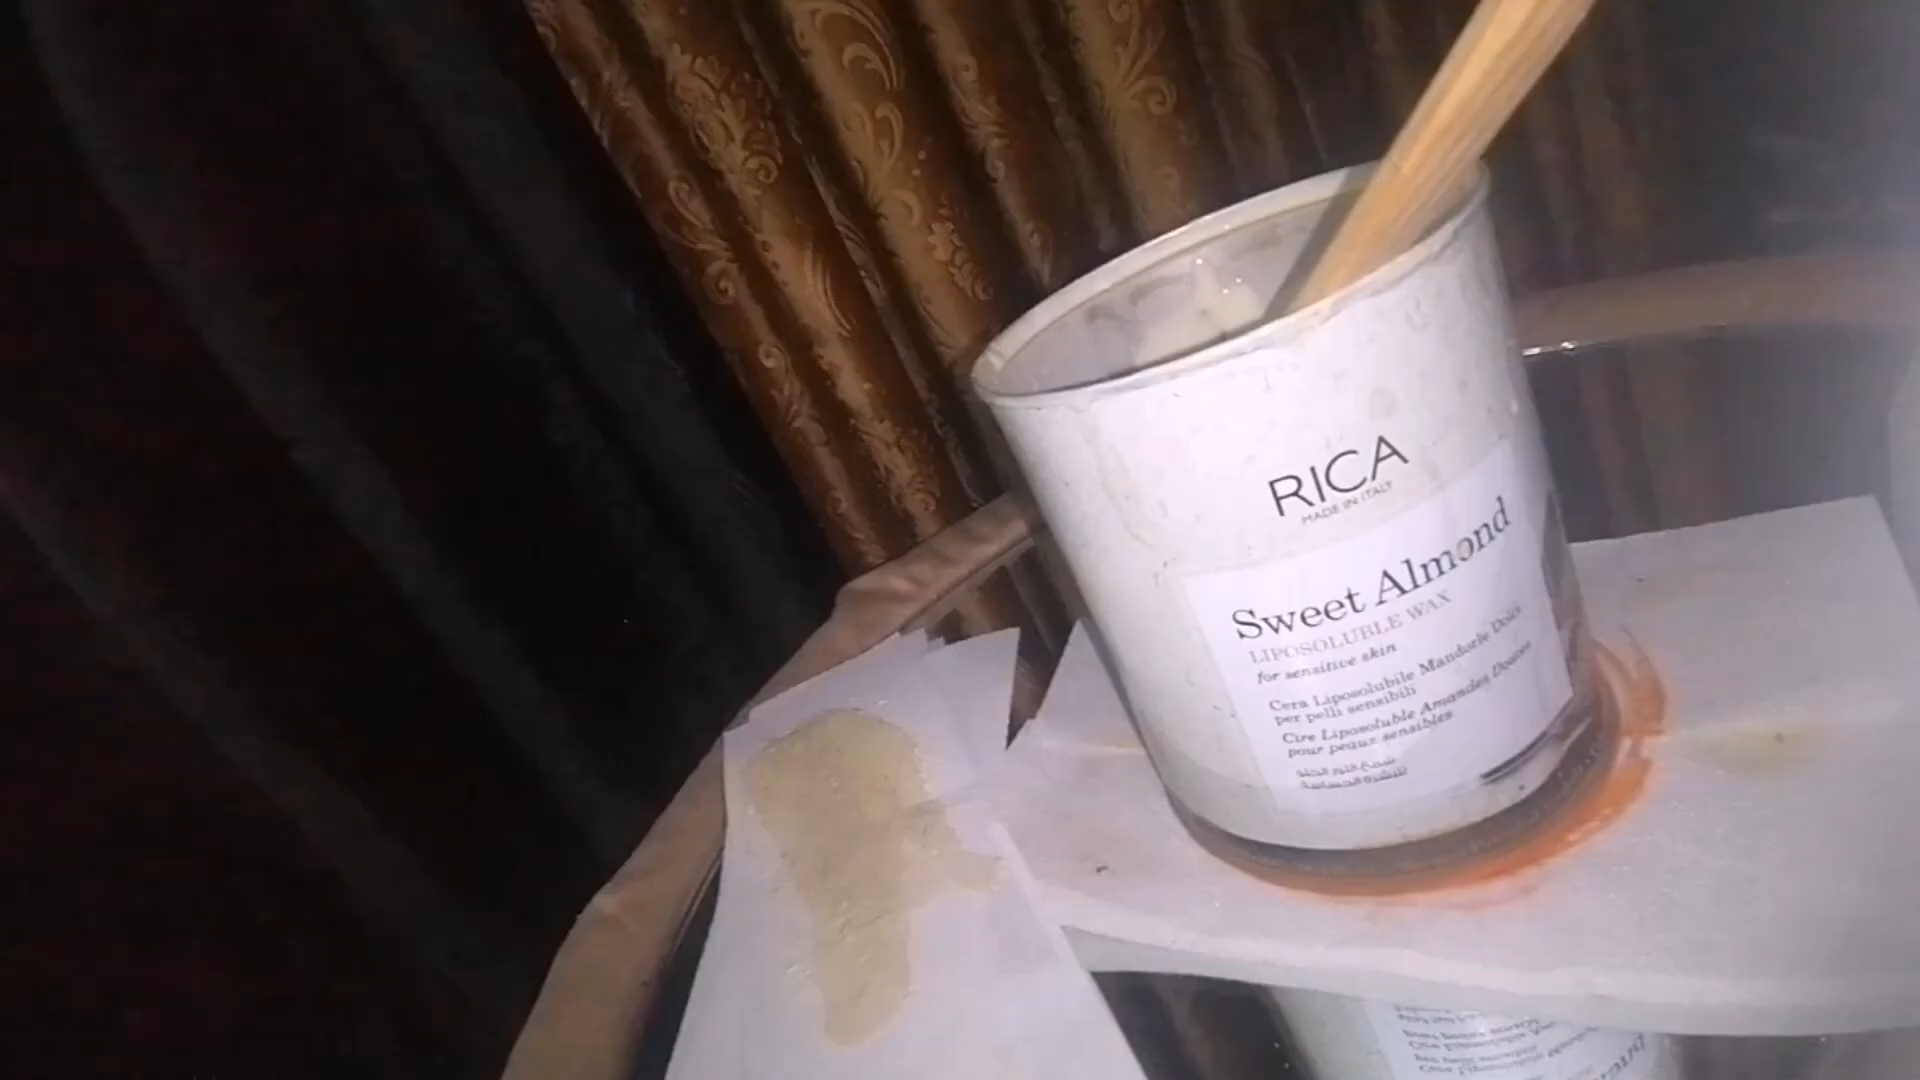 RICA
MADE IN ITALY
Sweet Almond
LIPOSOLUBLE WAX
for sensitive skin
Cera Liposolubile Mandorle Dolci
per pelli sensibili
Cire Liposoluble Amandes Douces
pour peaux sensibles